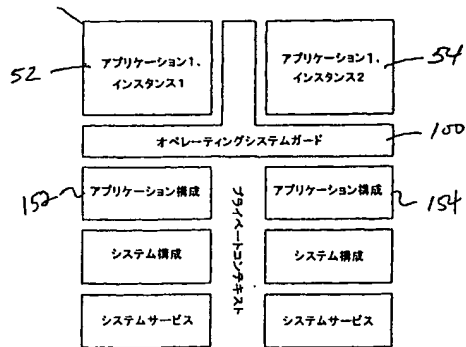 アプリケーション1、
インスタンス1
アプリケーション1、
インスタンス2
52
54
オペレーティングシステムガード
100
アプリケーション構成
アプリケーション構成
152
154
プライベートコンテキスト
システム構成
システム構成
システムサービス
システムサービス